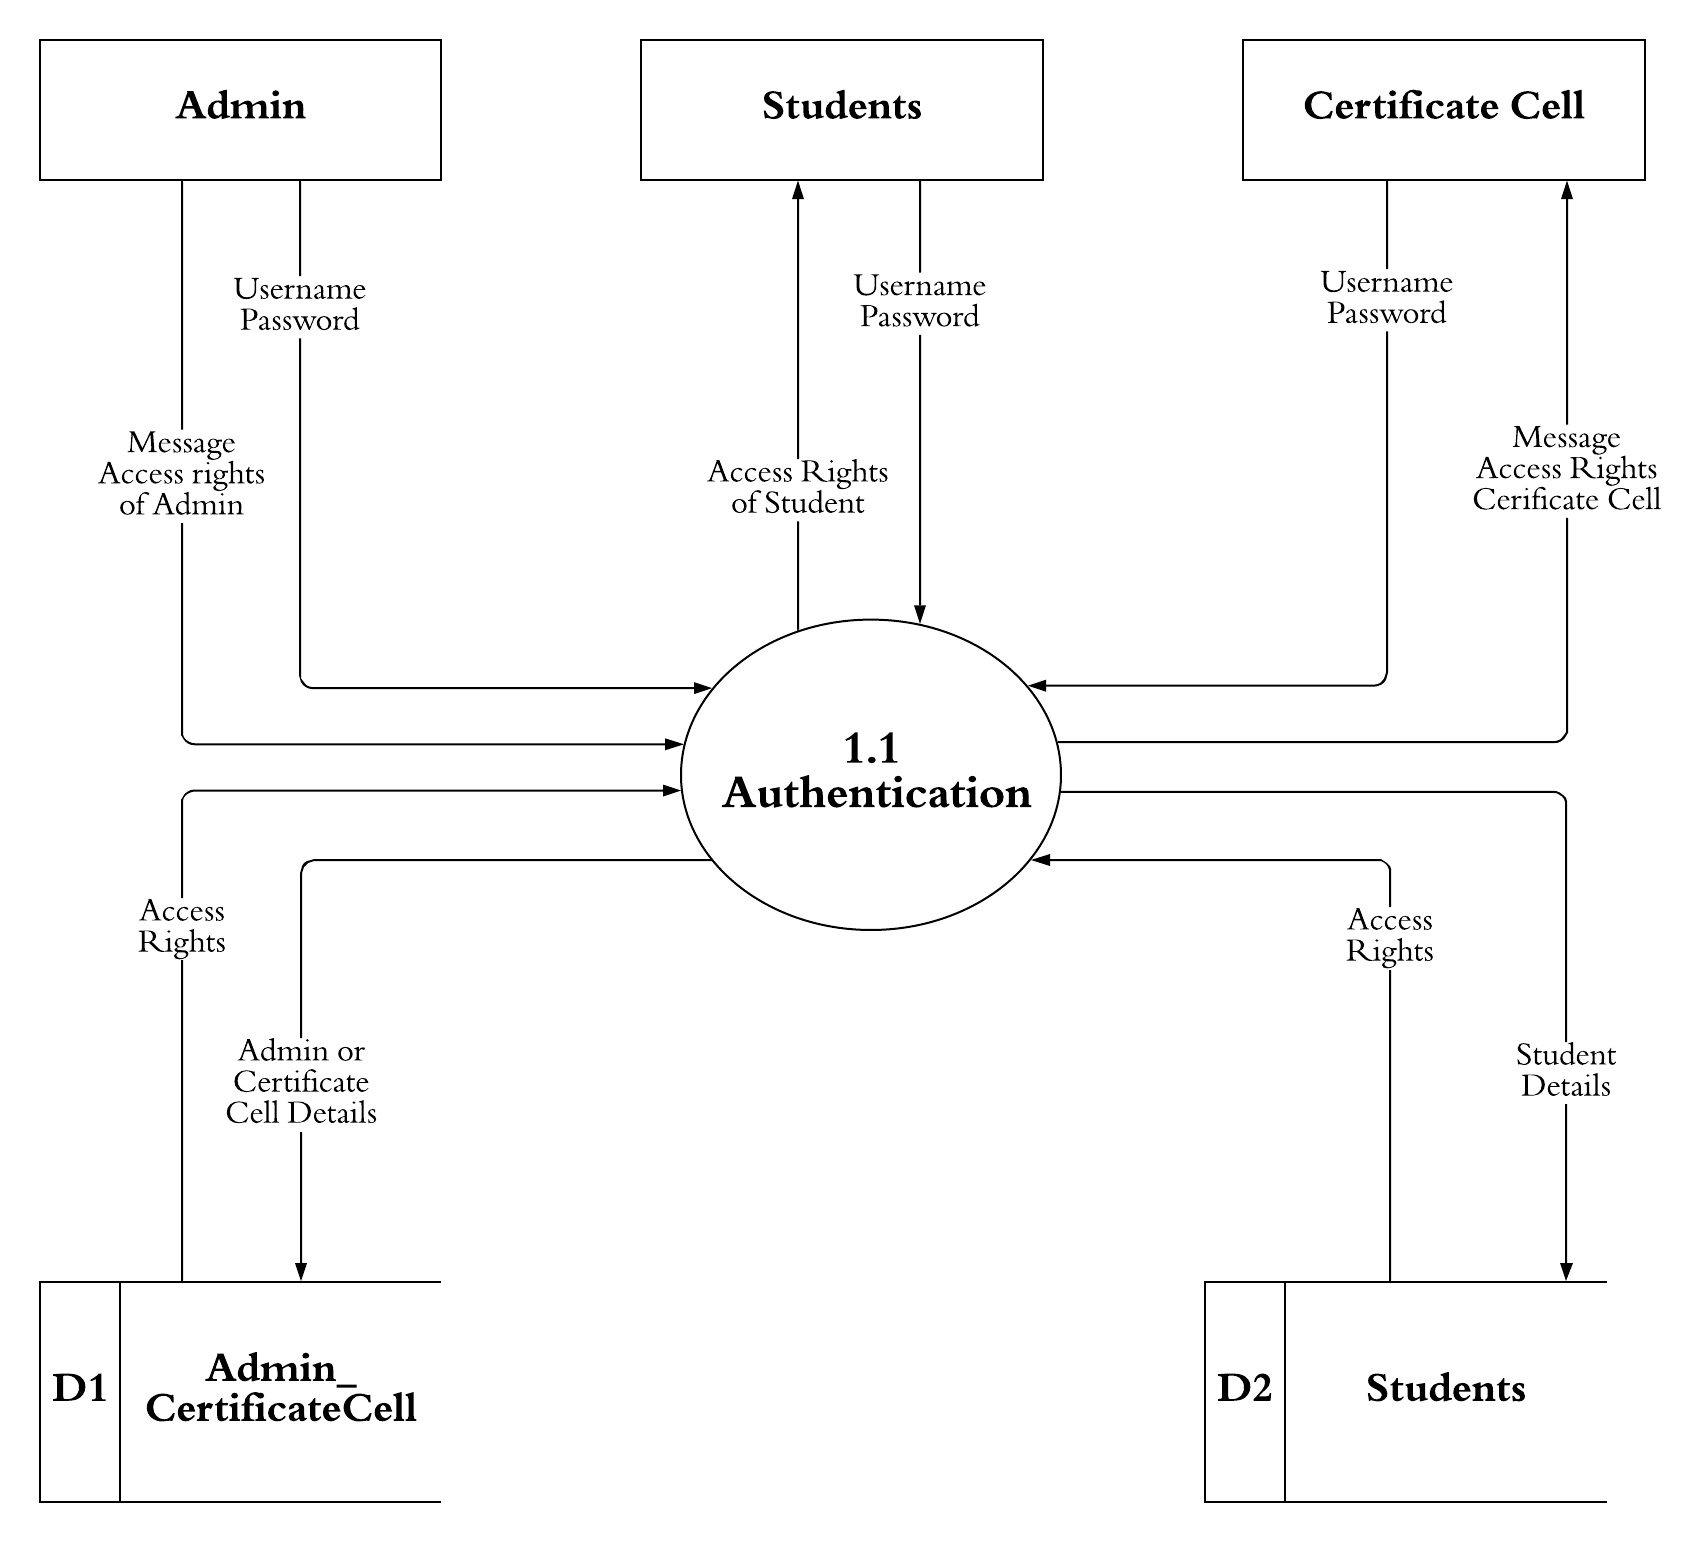 Admin
Students
Certificate Cell
Username
Password
Username
Password
Username
Password
Message
Access rights
of Admin
Access Rights
of Student
Message
Access Rights
Cerificate Cell
1.1
Authentication
Access
Rights
Access
Rights
Admin or
Certificate
Cell Details
Student
Details
D1
Admin_
CertificateCell
D2
Students